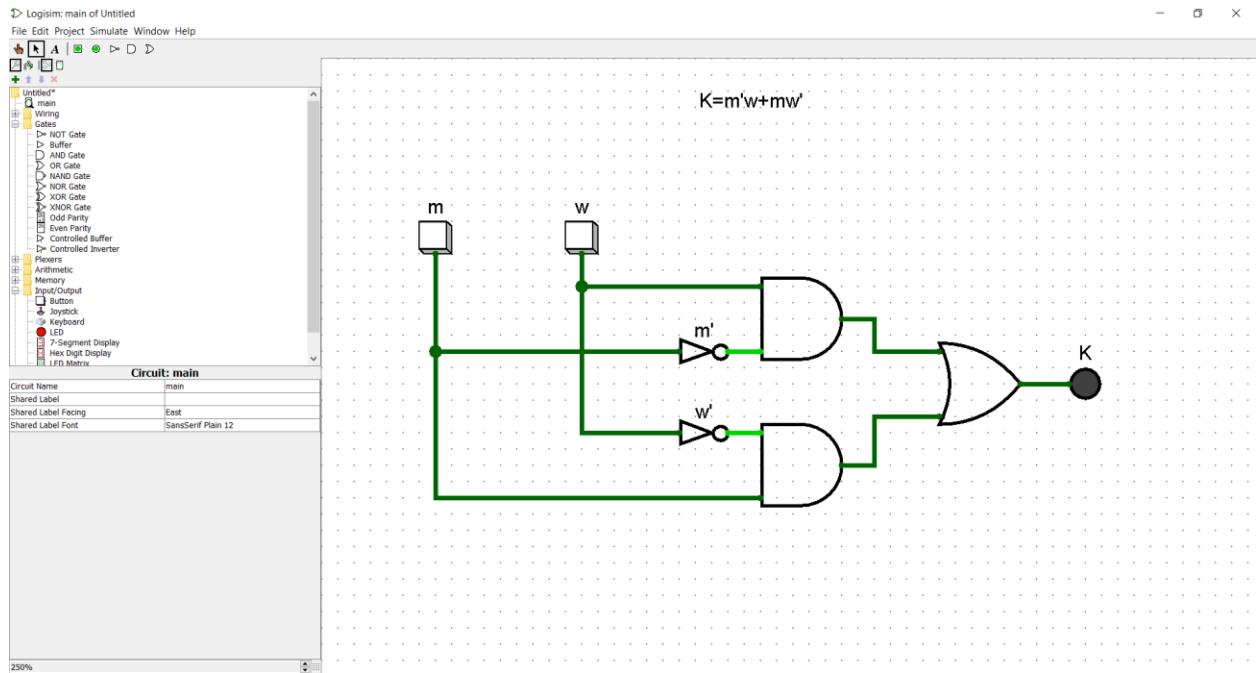 Logisim: main of Untitled
File Edit Project Simulate Window Help
A
Untitled*
main
Wiring
Gates
NOT Gate
Buffer
AND Gate
OR Gate
NAND Gate
NOR Gate
XOR Gate
XNOR Gate
Odd Parity
Even Parity
Controlled Buffer
Controlled Inverter
Plexers
Arithmetic
Memory
Input/Output
Button
Joystick
Keyboard
LED
7-Segment Display
Hex Digit Display
LED Matrix
Circuit: main
Circuit Name main
Shared Label
Shared Label Facing East
Shared Label Font SansSerif Plain 12
250%
K=m'w+mw'
m w
m'
K
w'